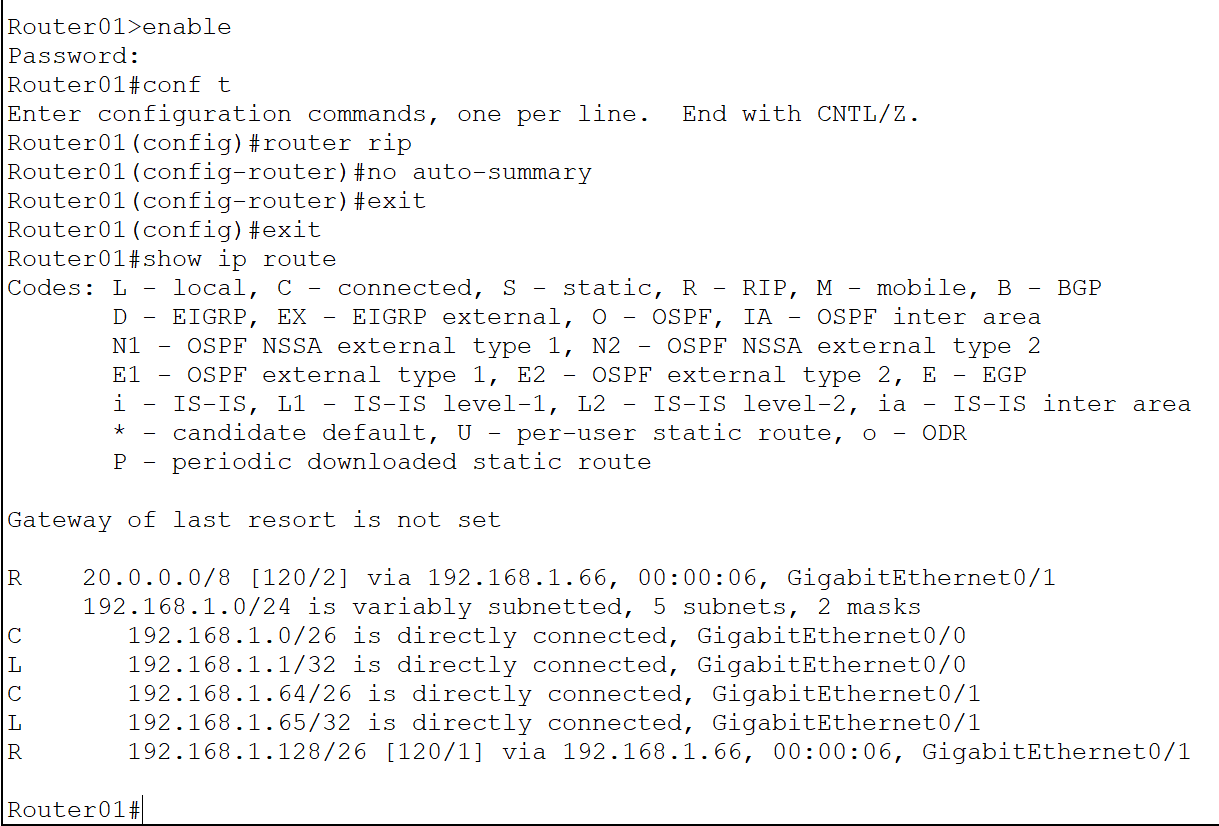 Router01>enable
Password:
Router01#conf t
Enter configuration commands, one per line.  End with CNTL/Z.
Router01(config)#router rip
Router01(config-router)#no auto-summary
Router01(config-router)#exit
Router01(config)#exit
Router01#show ip route
Codes: L - local, C - connected, S - static, R - RIP, M - mobile, B - BGP
       D - EIGRP, EX - EIGRP external, O - OSPF, IA - OSPF inter area
       N1 - OSPF NSSA external type 1, N2 - OSPF NSSA external type 2
       E1 - OSPF external type 1, E2 - OSPF external type 2, E - EGP
       i - IS-IS, L1 - IS-IS level-1, L2 - IS-IS level-2, ia - IS-IS inter area
       * - candidate default, U - per-user static route, o - ODR
       P - periodic downloaded static route

Gateway of last resort is not set

R    20.0.0.0/8 [120/2] via 192.168.1.66, 00:00:06, GigabitEthernet0/1
     192.168.1.0/24 is variably subnetted, 5 subnets, 2 masks
C       192.168.1.0/26 is directly connected, GigabitEthernet0/0
L       192.168.1.1/32 is directly connected, GigabitEthernet0/0
C       192.168.1.64/26 is directly connected, GigabitEthernet0/1
L       192.168.1.65/32 is directly connected, GigabitEthernet0/1
R       192.168.1.128/26 [120/1] via 192.168.1.66, 00:00:06, GigabitEthernet0/1

Router01#